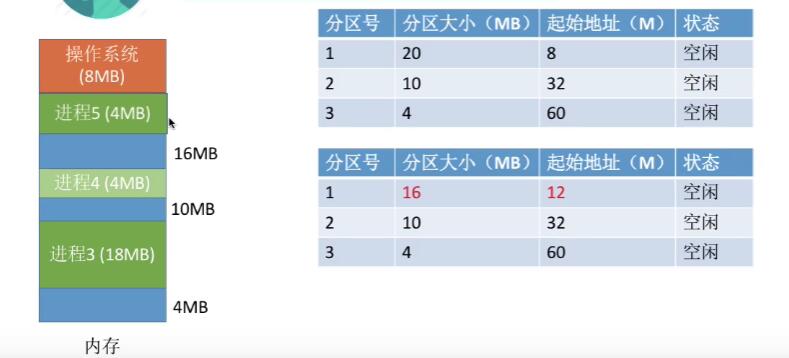 操作系统
(8MB)
进程5 (4MB)
16MB
进程4 (4MB)
10MB
进程3 (18MB)
4MB
内存
分区号 分区大小（MB） 起始地址（M） 状态
1 20 8 空闲
2 10 32 空闲
3 4 60 空闲
分区号 分区大小（MB） 起始地址（M） 状态
1 16 12 空闲
2 10 32 空闲
3 4 60 空闲